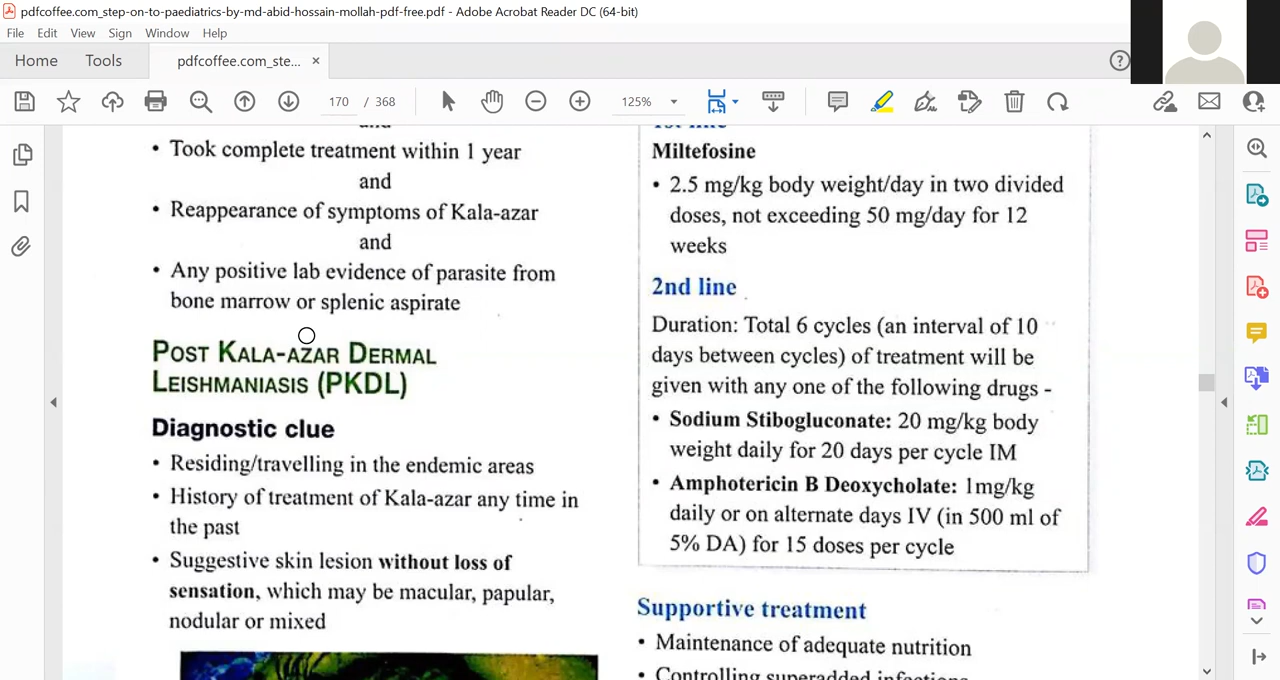 pdfcoffee.com_step-on-to-paediatrics-by-md-abid-hossain-mollah-pdf-free.pdf - Adobe Acrobat Reader DC (64-bit)
File Edit View Sign Window Help
Home Tools pdfcoffee.com_ste... ×
170 / 368 125%
and
• Took complete treatment within 1 year
and
• Reappearance of symptoms of Kala-azar
and
• Any positive lab evidence of parasite from
bone marrow or splenic aspirate
POST KALA-AZAR DERMAL
LEISHMANIASIS (PKDL)
Diagnostic clue
• Residing/travelling in the endemic areas
• History of treatment of Kala-azar any time in
the past
• Suggestive skin lesion without loss of
sensation, which may be macular, papular,
nodular or mixed
1st line
Miltefosine
• 2.5 mg/kg body weight/day in two divided
doses, not exceeding 50 mg/day for 12
weeks
2nd line
Duration: Total 6 cycles (an interval of 10
days between cycles) of treatment will be
given with any one of the following drugs -
• Sodium Stibogluconate: 20 mg/kg body
weight daily for 20 days per cycle IM
• Amphotericin B Deoxycholate: 1mg/kg
daily or on alternate days IV (in 500 ml of
5% DA) for 15 doses per cycle
Supportive treatment
• Maintenance of adequate nutrition
• Controlling superadded infections